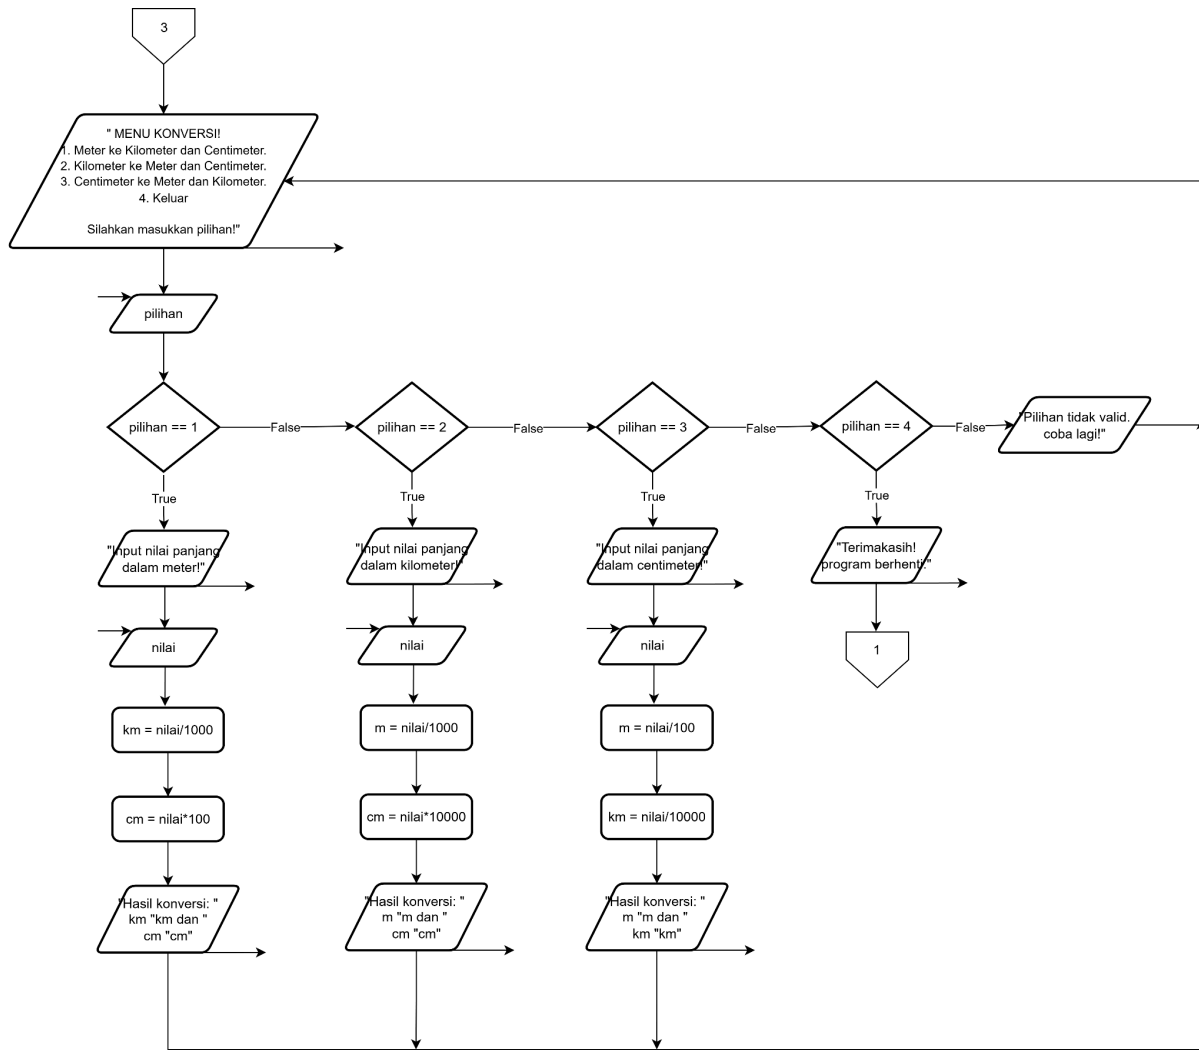 3
" MENU KONVERSI!
1. Meter ke Kilometer dan Centimeter.
2. Kilometer ke Meter dan Centimeter.
3. Centimeter ke Meter dan Kilometer.
4. Keluar
Silahkan masukkan pilihan!"
pilihan
pilihan == 1
False
pilihan == 2
False
pilihan == 3
False
pilihan == 4
False
"Pilihan tidak valid.
coba lagi!"
True
True
True
True
"Input nilai panjang
dalam meter!"
"Input nilai panjang
dalam kilometer!"
"Input nilai panjang
dalam centimeter!"
"Terimakasih!
program berhenti."
nilai
nilai
nilai
1
km = nilai/1000
m = nilai/1000
m = nilai/100
cm = nilai*100
cm = nilai*10000
km = nilai/10000
"Hasil konversi: "
km "km dan "
cm "cm"
"Hasil konversi: "
m "m dan "
cm "cm"
"Hasil konversi: "
m "m dan "
km "km"